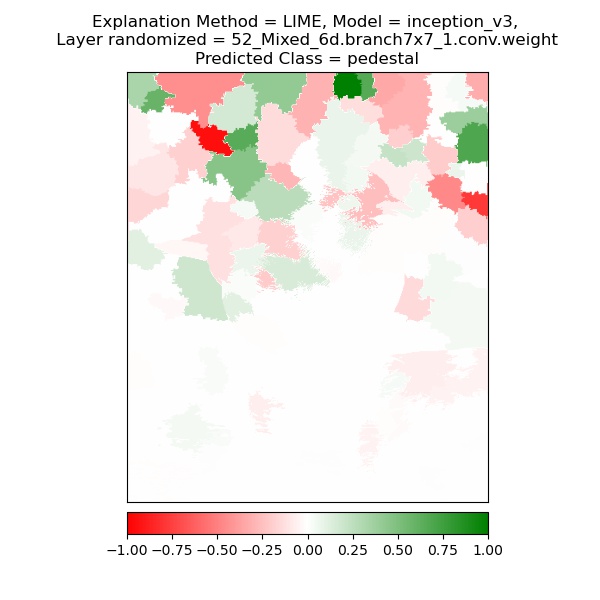 Explanation Method = LIME, Model = inception_v3,
Layer randomized = 52_Mixed_6d.branch7x7_1.conv.weight
Predicted Class = pedestal
−1.00 −0.75 −0.50 −0.25 0.00 0.25 0.50 0.75 1.00